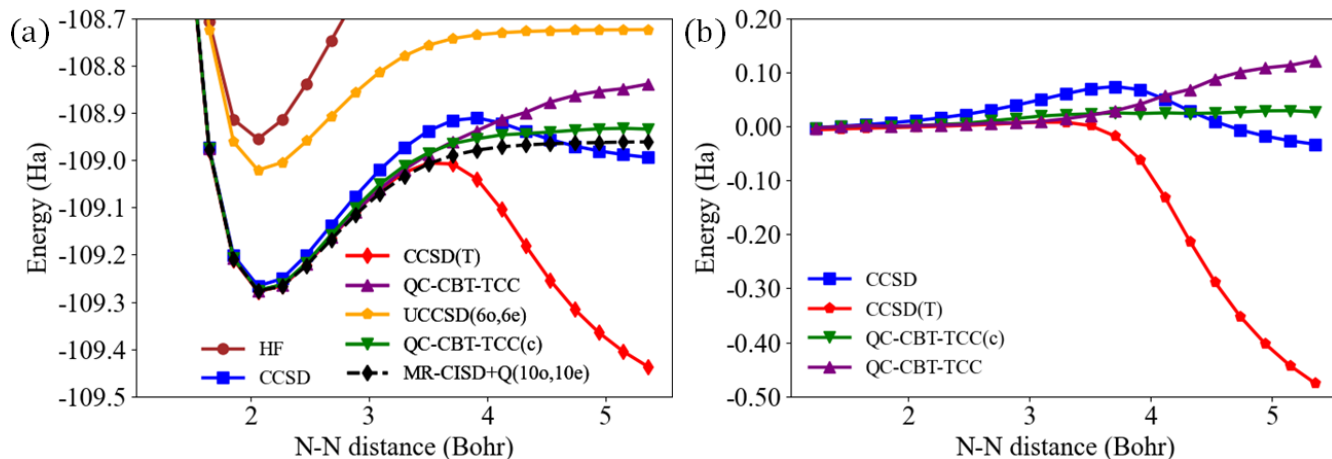 (a)
-108.7
-108.8
-108.9
-109.0
-109.1
-109.2
-109.3
-109.4
-109.5
Energy (Ha)
2
3
4
5
N-N distance (Bohr)
HF
CCSD
CCSD(T)
QC-CBT-TCC
UCCSD(6o,6e)
QC-CBT-TCC(c)
MR-CISD+Q(10o,10e)
(b)
0.20
0.10
0.00
-0.10
-0.20
-0.30
-0.40
-0.50
Energy (Ha)
2
3
4
5
N-N distance (Bohr)
CCSD
CCSD(T)
QC-CBT-TCC(c)
QC-CBT-TCC